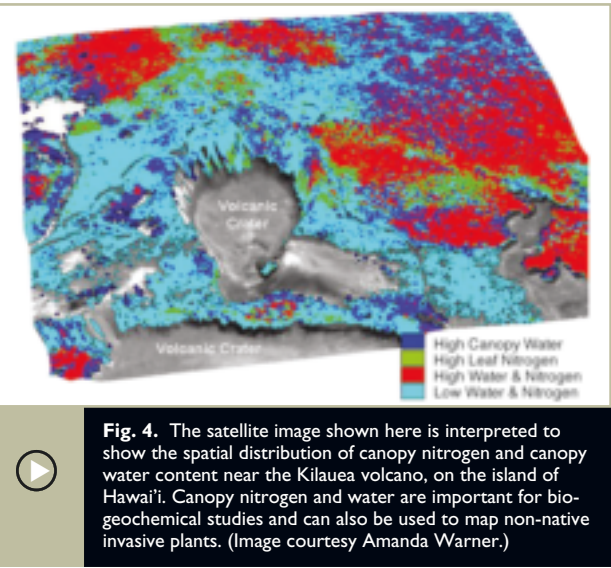 Volcanic
Crater
Volcanic Crater
High Canopy Water
High Leaf Nitrogen
High Water & Nitrogen
Low Water & Nitrogen
Fig. 4. The satellite image shown here is interpreted to
show the spatial distribution of canopy nitrogen and canopy
water content near the Kilauea volcano, on the island of
Hawai'i. Canopy nitrogen and water are important for bio-
geochemical studies and can also be used to map non-native
invasive plants. (Image courtesy Amanda Warner.)